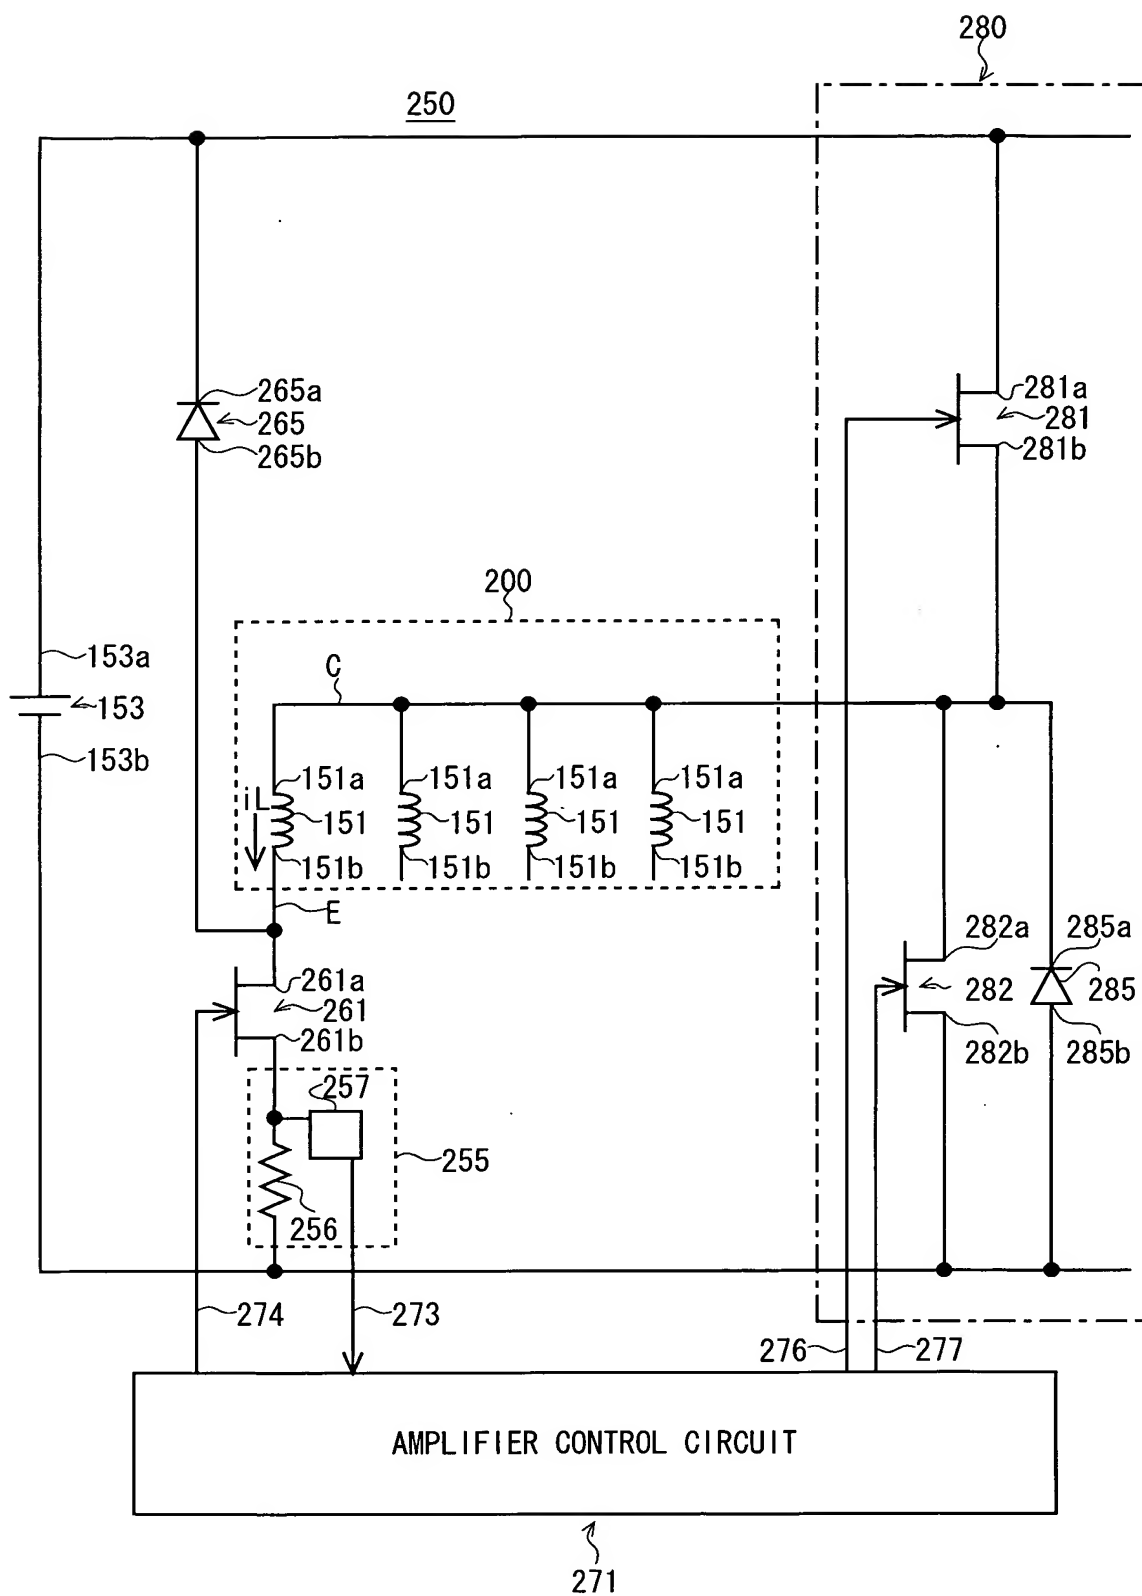 280
250
265a
265
265b
281a
281
281b
200
153a
153
153b
C
iL
151a
151
151b
151a
151
151b
151a
151
151b
151a
151
151b
E
261a
261
261b
282a
282
282b
285a
285
285b
257
255
256
274
273
276
277
AMPLIFIER CONTROL CIRCUIT
271